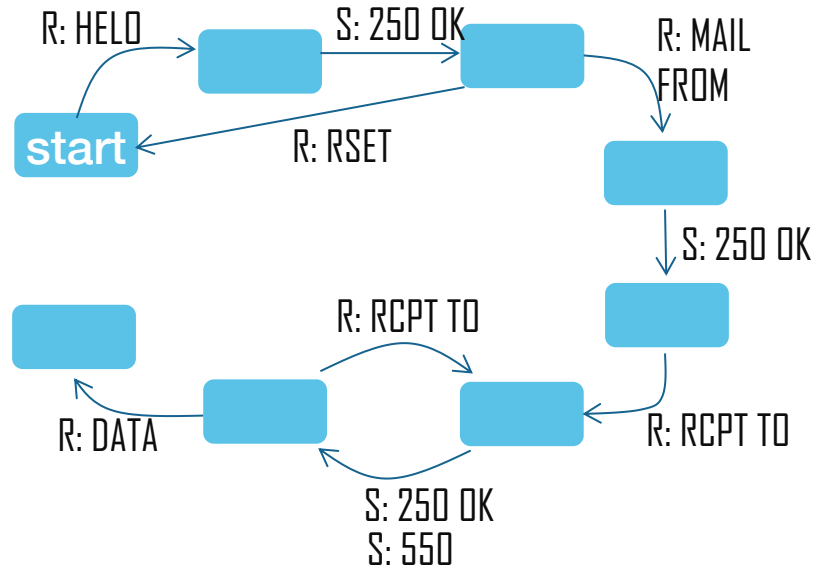 R: HELO
S: 250 OK
R: MAIL
FROM
start
R: RSET
S: 250 OK
R: RCPT TO
R: DATA
R: RCPT TO
S: 250 OK
S: 550